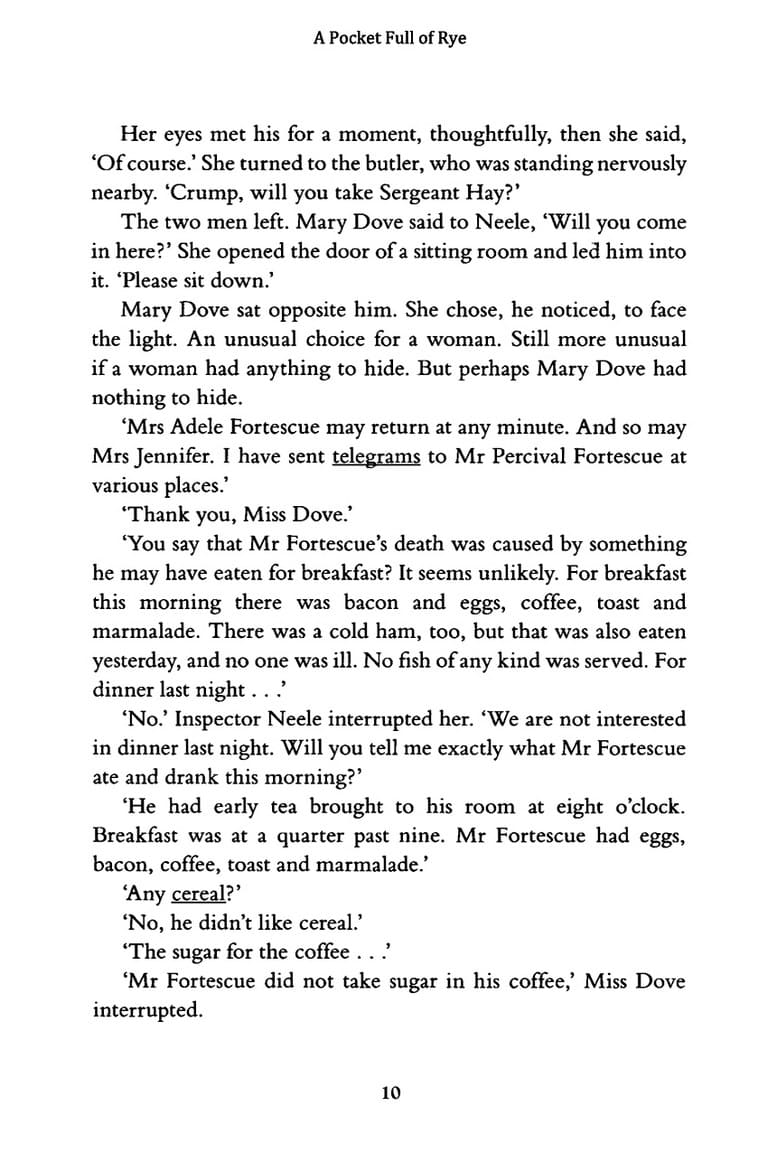 A Pocket Full of Rye
Her eyes met his for a moment, thoughtfully, then she said,
‘Of course.’ She turned to the butler, who was standing nervously
nearby. ‘Crump, will you take Sergeant Hay?’
The two men left. Mary Dove said to Neele, ‘Will you come
in here?’ She opened the door of a sitting room and led him into
it. ‘Please sit down.’
Mary Dove sat opposite him. She chose, he noticed, to face
the light. An unusual choice for a woman. Still more unusual
if a woman had anything to hide. But perhaps Mary Dove had
nothing to hide.
‘Mrs Adele Fortescue may return at any minute. And so may
Mrs Jennifer. I have sent telegrams to Mr Percival Fortescue at
various places.’
‘Thank you, Miss Dove.’
‘You say that Mr Fortescue’s death was caused by something
he may have eaten for breakfast? It seems unlikely. For breakfast
this morning there was bacon and eggs, coffee, toast and
marmalade. There was a cold ham, too, but that was also eaten
yesterday, and no one was ill. No fish of any kind was served. For
dinner last night . . .’
‘No.’ Inspector Neele interrupted her. ‘We are not interested
in dinner last night. Will you tell me exactly what Mr Fortescue
ate and drank this morning?’
‘He had early tea brought to his room at eight o’clock.
Breakfast was at a quarter past nine. Mr Fortescue had eggs,
bacon, coffee, toast and marmalade.’
‘Any cereal?’
‘No, he didn’t like cereal.’
‘The sugar for the coffee . . .’
‘Mr Fortescue did not take sugar in his coffee,’ Miss Dove
interrupted.
10